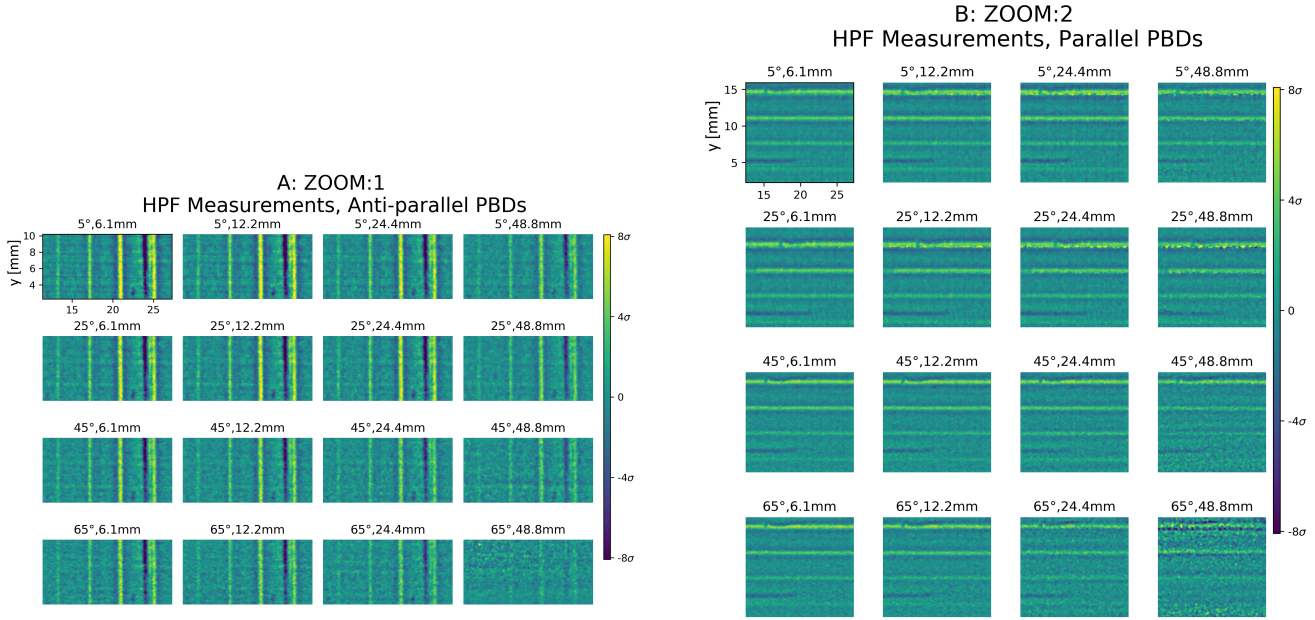 A: ZOOM:1
HPF Measurements, Anti-parallel PBDs
5°,6.1mm 5°,12.2mm 5°,24.4mm 5°,48.8mm
y [mm]
10
8
6
4
15 20 25
25°,6.1mm 25°,12.2mm 25°,24.4mm 25°,48.8mm
45°,6.1mm 45°,12.2mm 45°,24.4mm 45°,48.8mm
65°,6.1mm 65°,12.2mm 65°,24.4mm 65°,48.8mm
8σ
4σ
0
-4σ
-8σ
B: ZOOM:2
HPF Measurements, Parallel PBDs
5°,6.1mm 5°,12.2mm 5°,24.4mm 5°,48.8mm
y [mm]
15
10
5
15 20 25
25°,6.1mm 25°,12.2mm 25°,24.4mm 25°,48.8mm
45°,6.1mm 45°,12.2mm 45°,24.4mm 45°,48.8mm
65°,6.1mm 65°,12.2mm 65°,24.4mm 65°,48.8mm
8σ
4σ
0
-4σ
-8σ